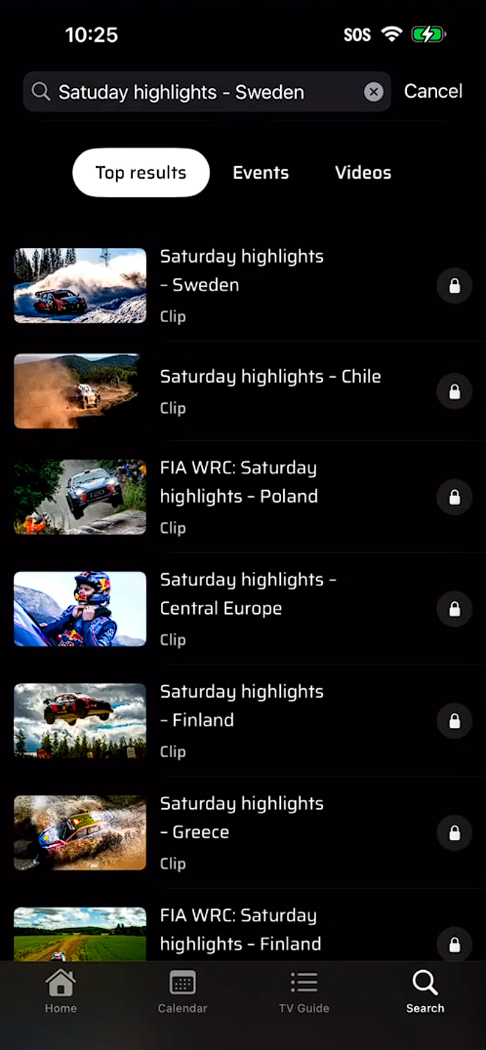 10:25
SOS
Satuday highlights - Sweden
Cancel
Top results
Events
Videos
Saturday highlights
– Sweden
Clip
Saturday highlights – Chile
Clip
FIA WRC: Saturday
highlights – Poland
Clip
Saturday highlights –
Central Europe
Clip
Saturday highlights
– Finland
Clip
Saturday highlights
– Greece
Clip
FIA WRC: Saturday
highlights – Finland
Home
Calendar
TV Guide
Search